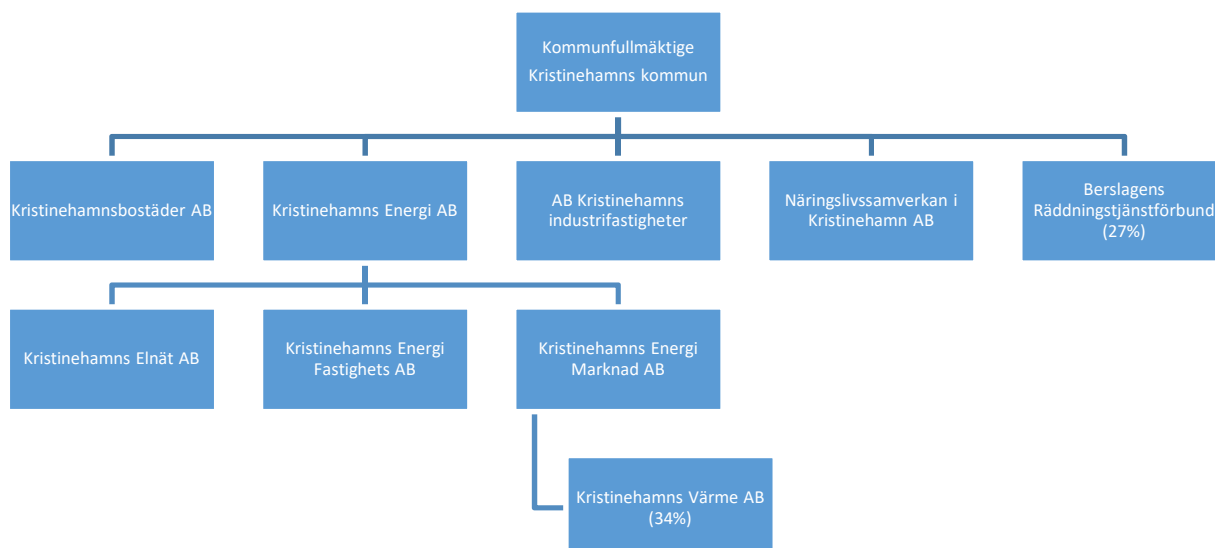 Kommunfullmäktige
Kristinehamns kommun
Kristinehamnsbostäder AB
Kristinehamns Energi AB
AB Kristinehamns
industrifastigheter
Näringslivssamverkan i
Kristinehamn AB
Berslagens
Räddningstjänstförbund
(27%)
Kristinehamns Elnät AB
Kristinehamns Energi
Fastighets AB
Kristinehamns Energi
Marknad AB
Kristinehamns Värme AB
(34%)